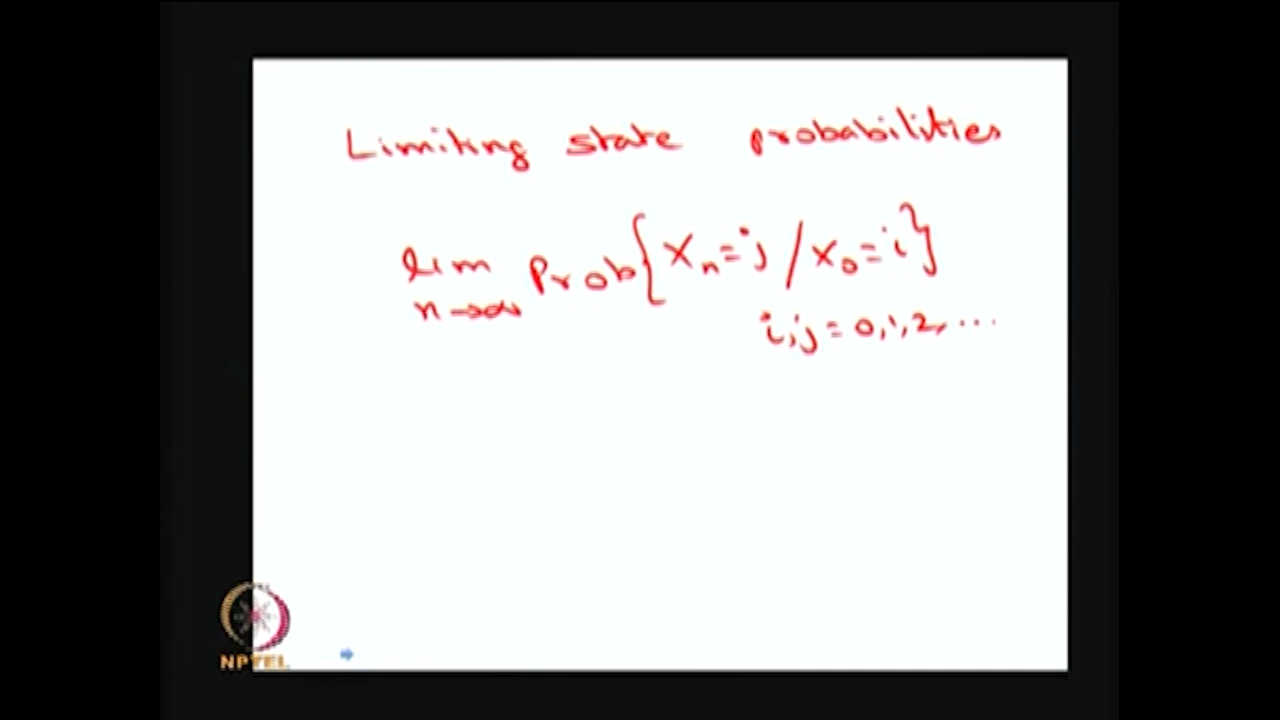 Limiting state probabilities
lim n→∞ Prob{Xn=j / X0=i}
i,j = 0,1,2, ...
NPTEL